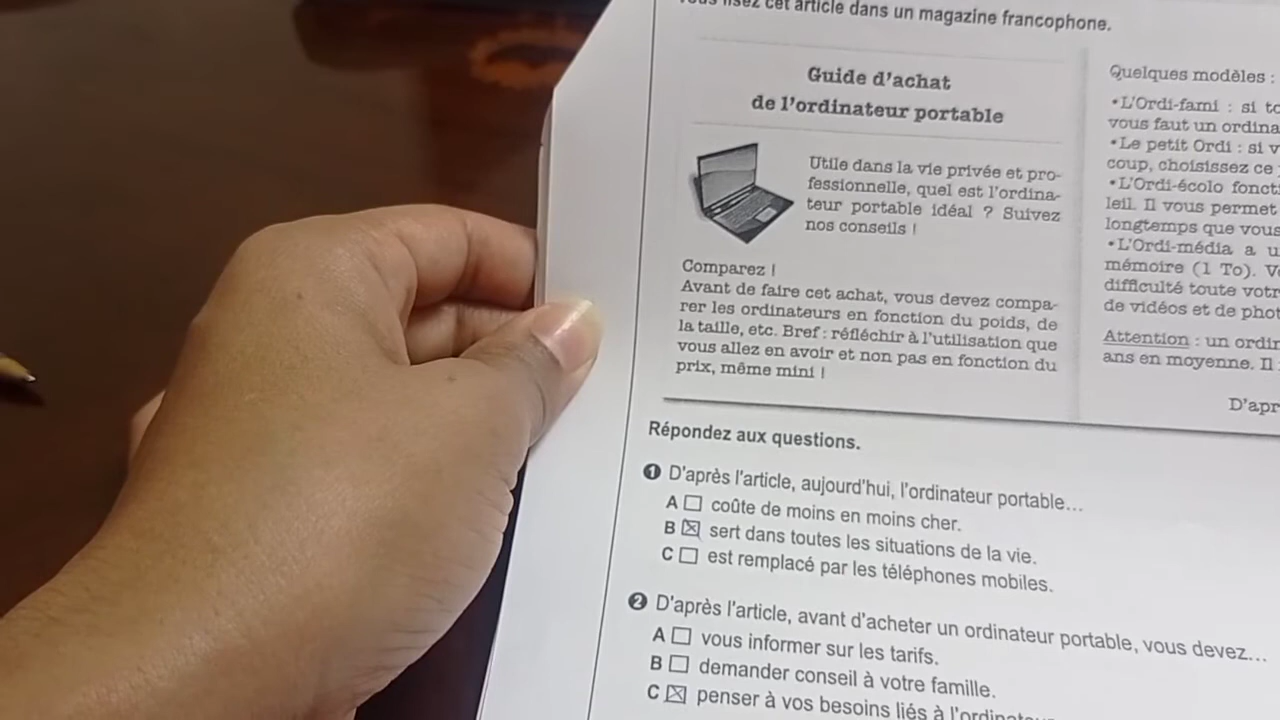 lisez cet article dans un magazine francophone.
Guide d'achat
de l'ordinateur portable
Utile dans la vie privée et pro-
fessionnelle, quel est l'ordina-
teur portable idéal ? Suivez
nos conseils !
Comparez !
Avant de faire cet achat, vous devez compa-
rer les ordinateurs en fonction du poids, de
la taille, etc. Bref : réfléchir à l'utilisation que
vous allez en avoir et non pas en fonction du
prix, même mini !
Quelques modèles :
•L'Ordi-fami : si
vous faut un
•Le petit Ordi : si
coup, choisissez ce
•L'Ordi-écolo
leil. Il vous permet
longtemps que vous
•L'Ordi-média a
mémoire (1 To).
difficulté toute
de vidéos et de
Attention : un
ans en moyenne. Il
Répondez aux questions.
1 D'après l'article, aujourd'hui, l'ordinateur portable...
A coûte de moins en moins cher.
B sert dans toutes les situations de la vie.
C est remplacé par les téléphones mobiles.
2 D'après l'article, avant d'acheter un ordinateur portable, vous devez...
A vous informer sur les tarifs.
B demander conseil à votre famille.
C penser à vos besoins liés à